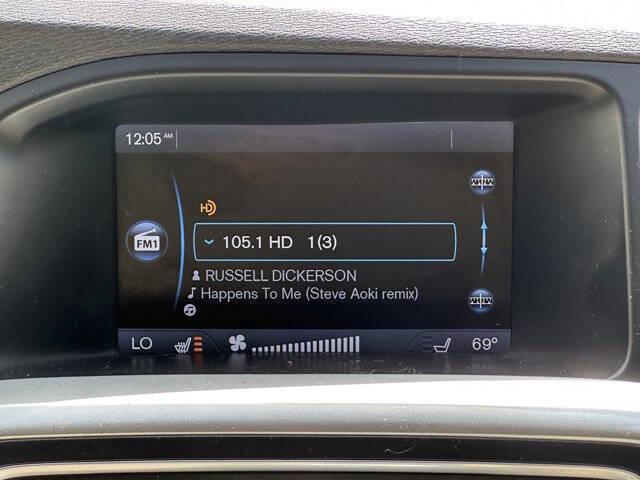 12:05 AM
HD
FM1
105.1 HD 1(3)
RUSSELL DICKERSON
Happens To Me (Steve Aoki remix)
LO 69°